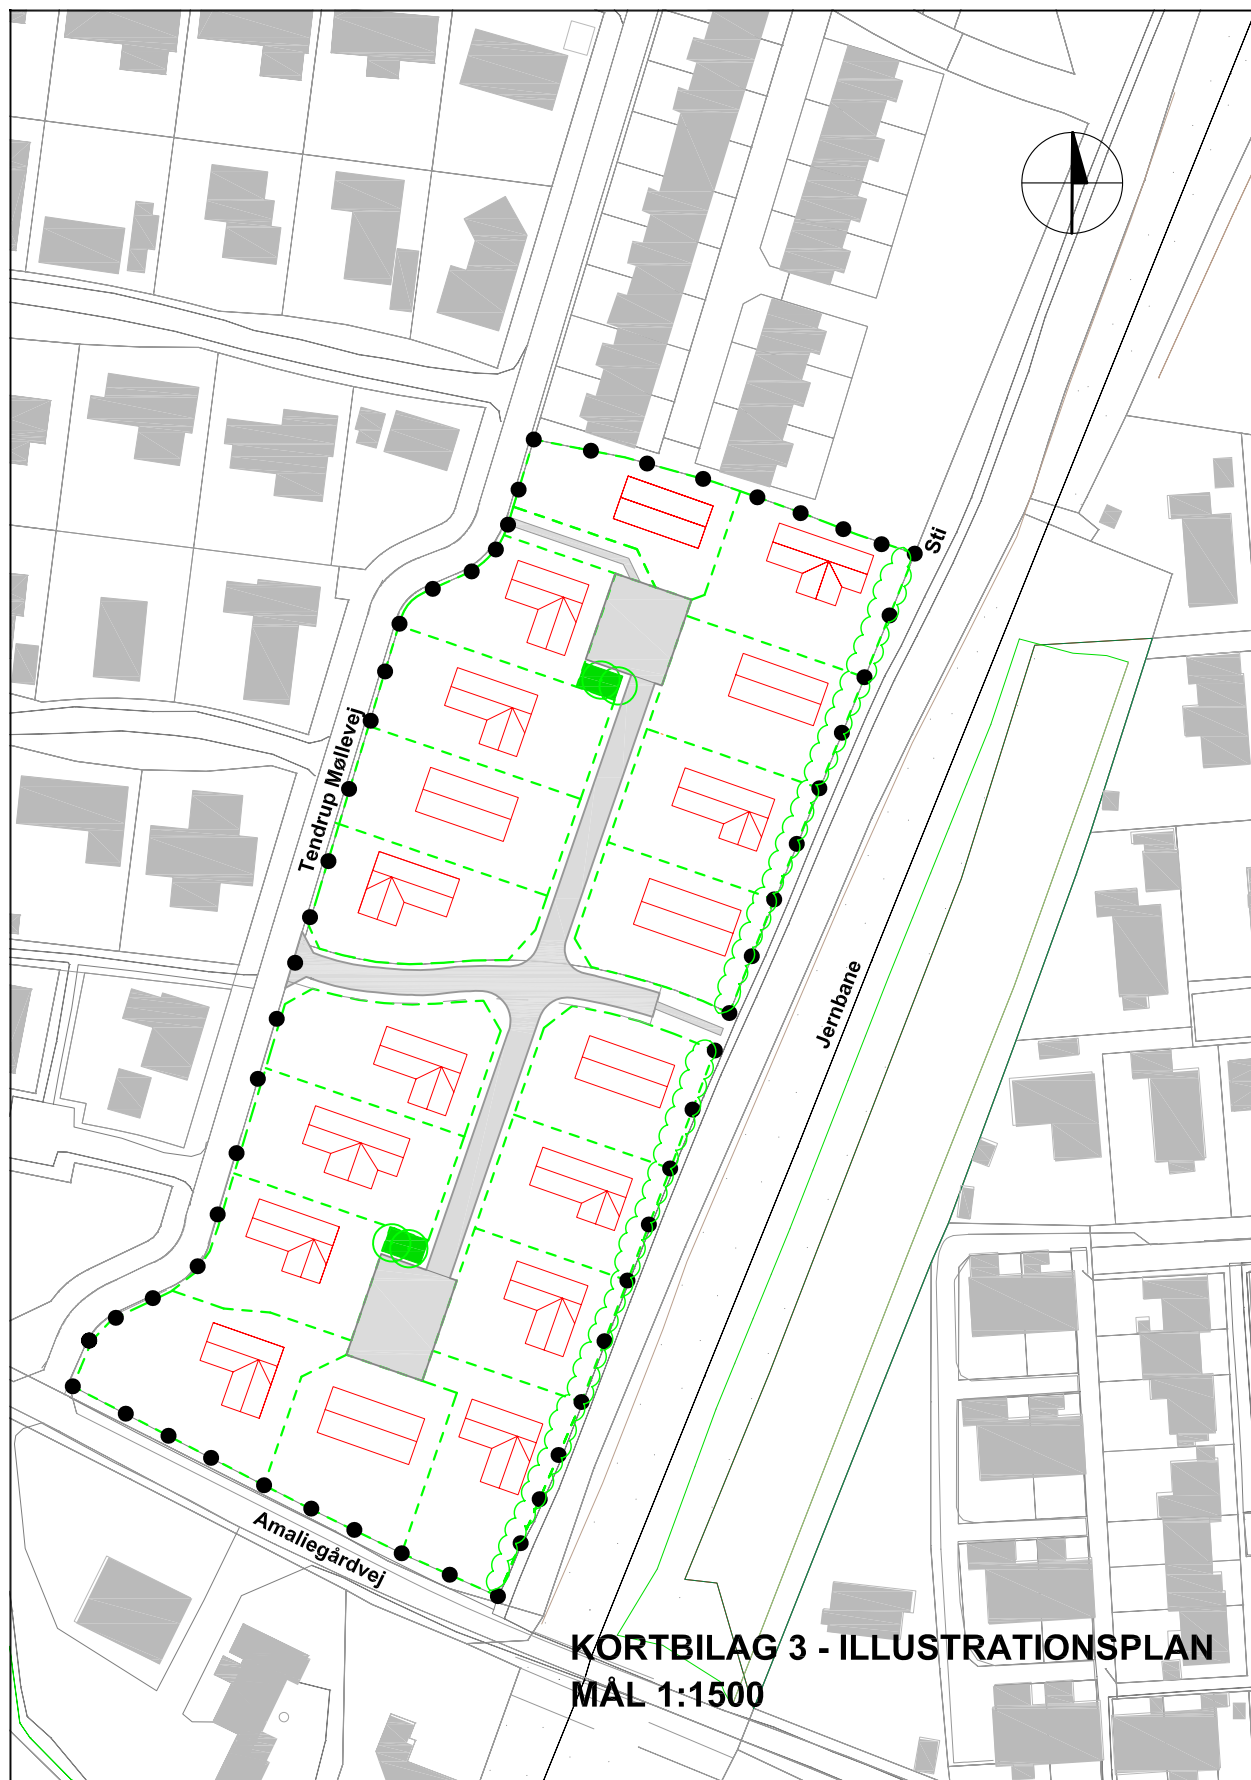 Sti
Tendrup Møllevej
Jernbane
Amaliegårdvej
KORTBILAG 3 - ILLUSTRATIONSPLAN
MÅL 1:1500